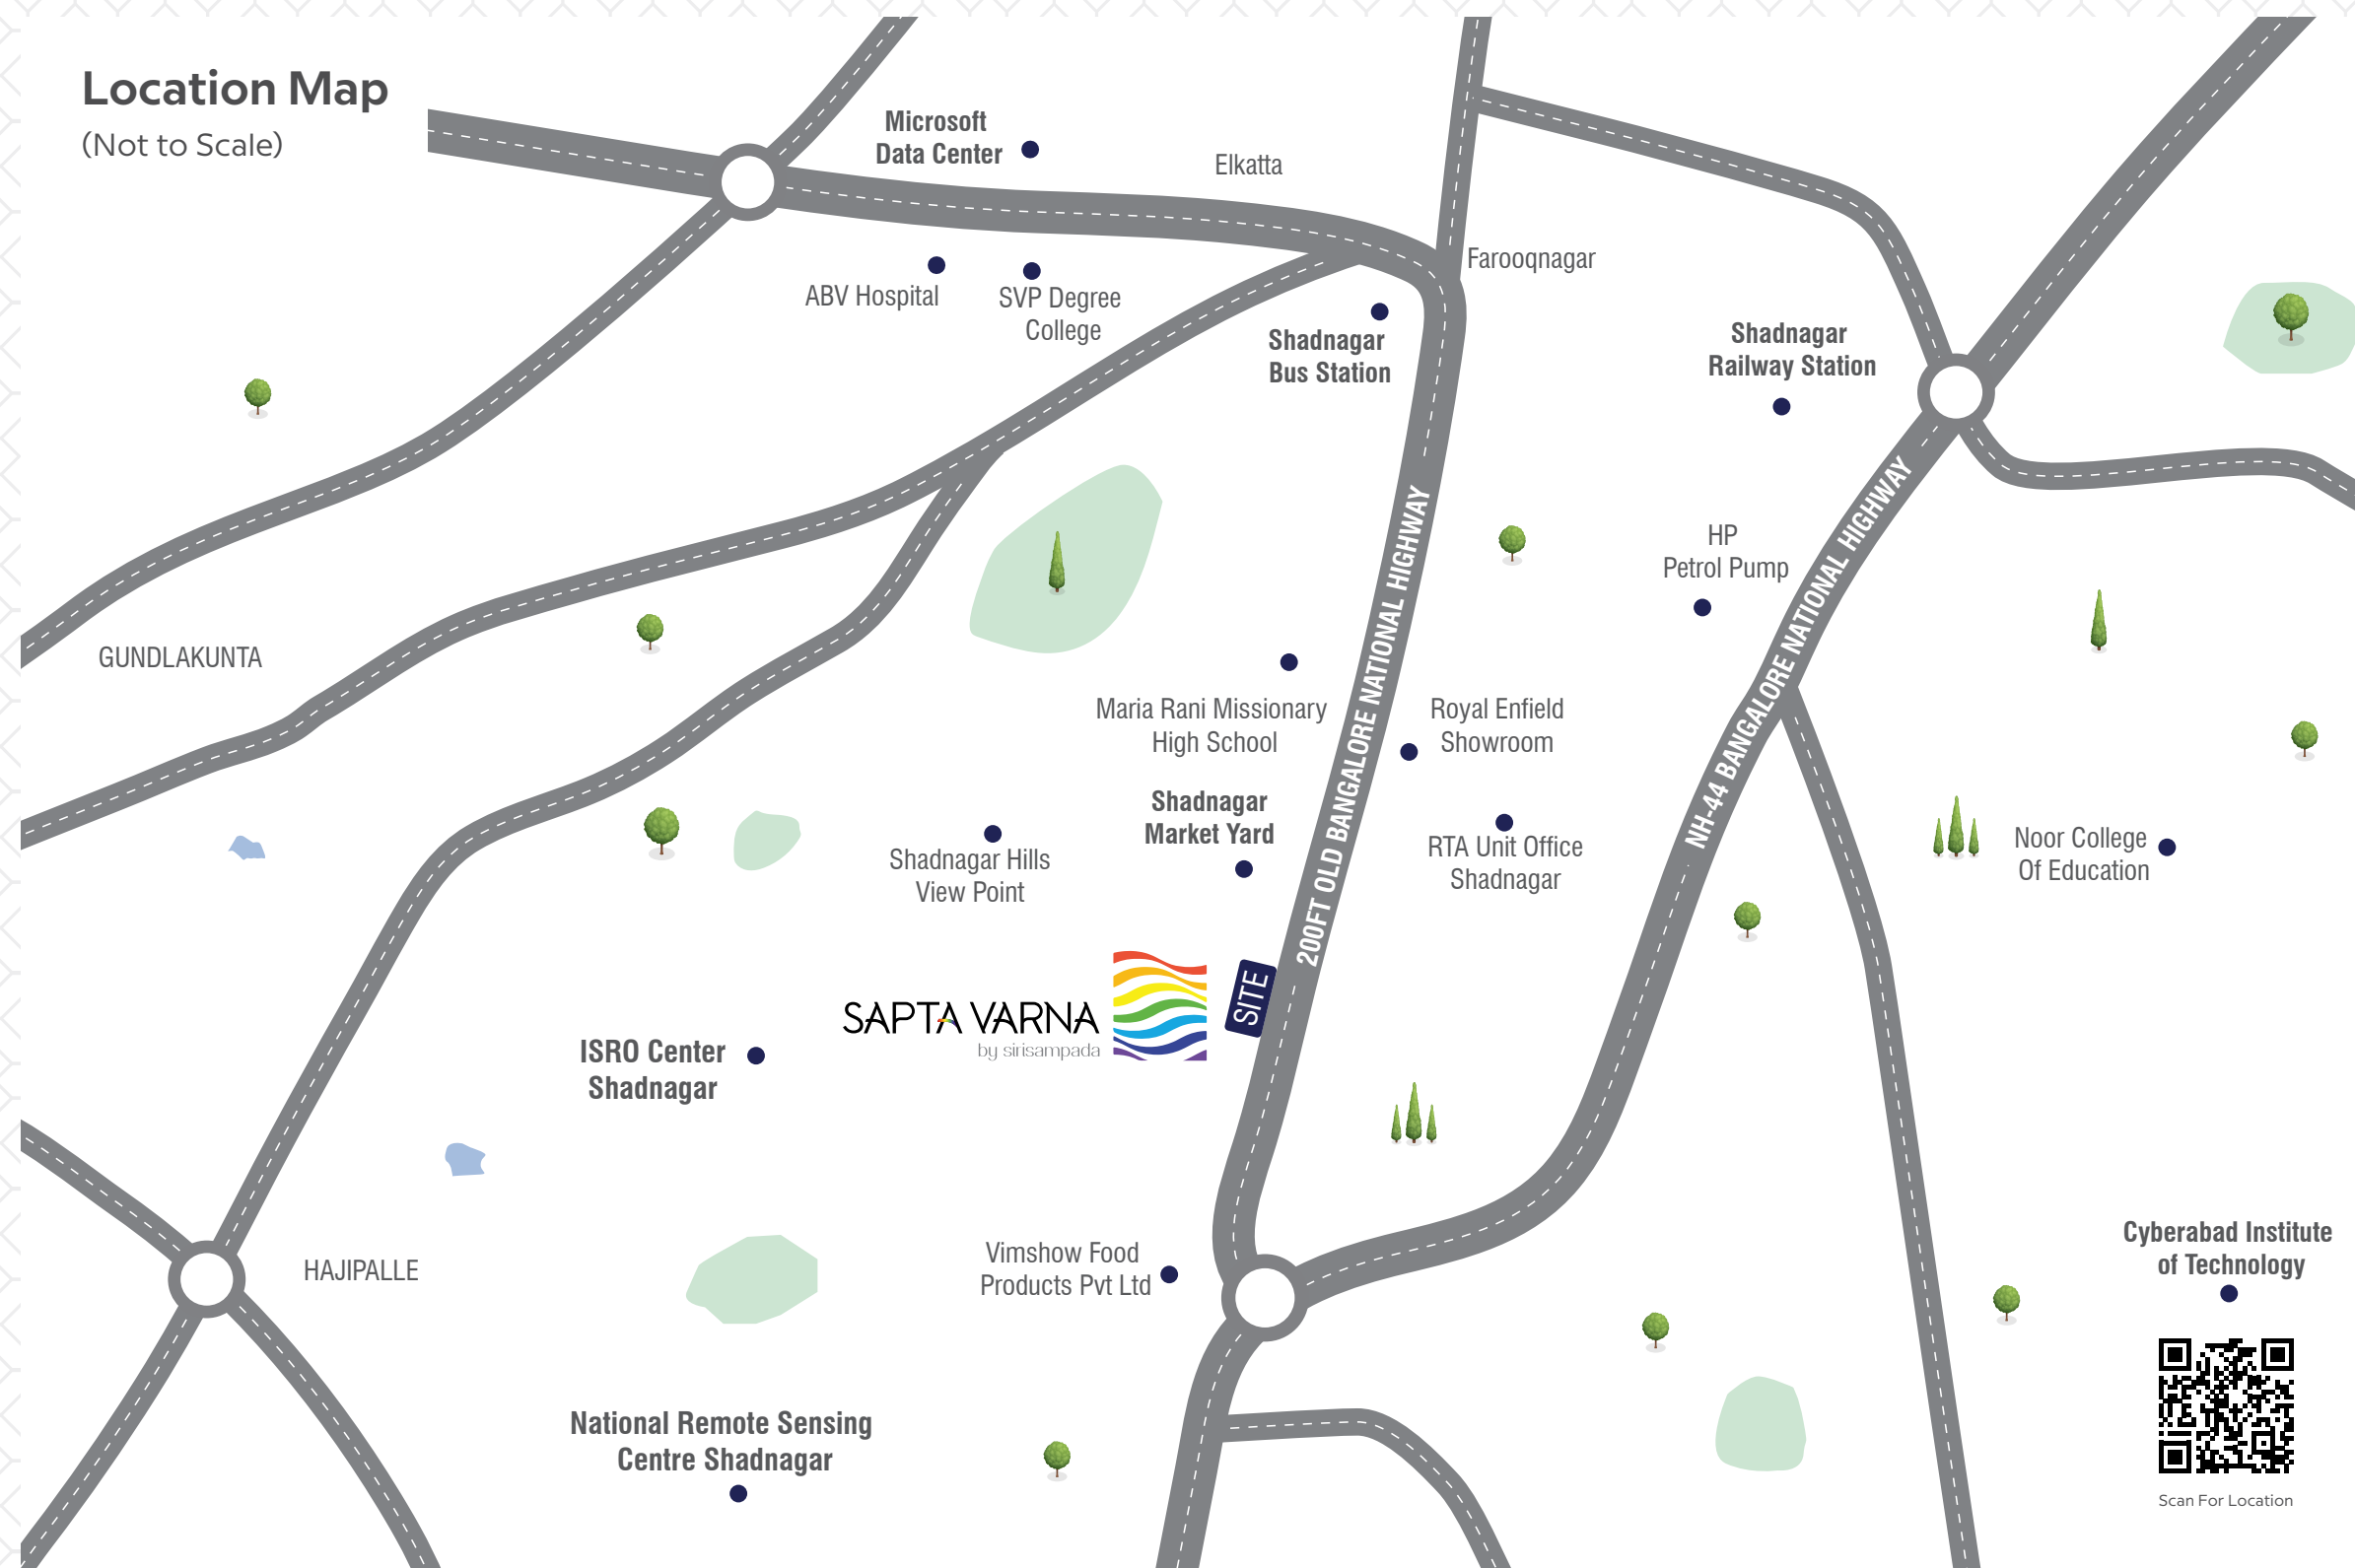 Location Map
(Not to Scale)
Microsoft
Data Center
Elkatta
Farooqnagar
ABV Hospital
SVP Degree
College
Shadnagar
Bus Station
Shadnagar
Railway Station
HP
Petrol Pump
GUNDLAKUNTA
200FT OLD BANGALORE NATIONAL HIGHWAY
NH-44 BANGALORE NATIONAL HIGHWAY
Maria Rani Missionary
High School
Royal Enfield
Showroom
Shadnagar
Market Yard
RTA Unit Office
Shadnagar
Shadnagar Hills
View Point
Noor College
Of Education
SAPTA VARNA
by sirisampada
SITE
ISRO Center
Shadnagar
HAJIPALLE
Vimshow Food
Products Pvt Ltd
Cyberabad Institute
of Technology
National Remote Sensing
Centre Shadnagar
Scan For Location